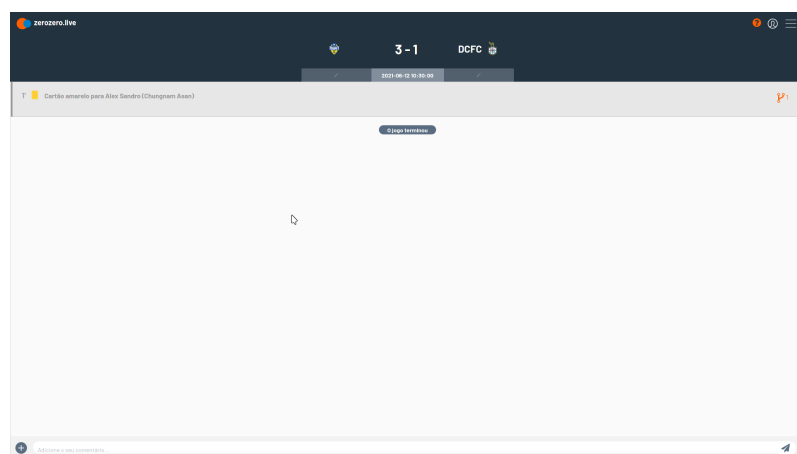 zerozero.live
3 - 1 DCFC
2021-06-12 10:30:00
1' Cartão amarelo para Alex Sandro (Chungnam Asan) 1
O jogo terminou
Adicione o seu comentário...